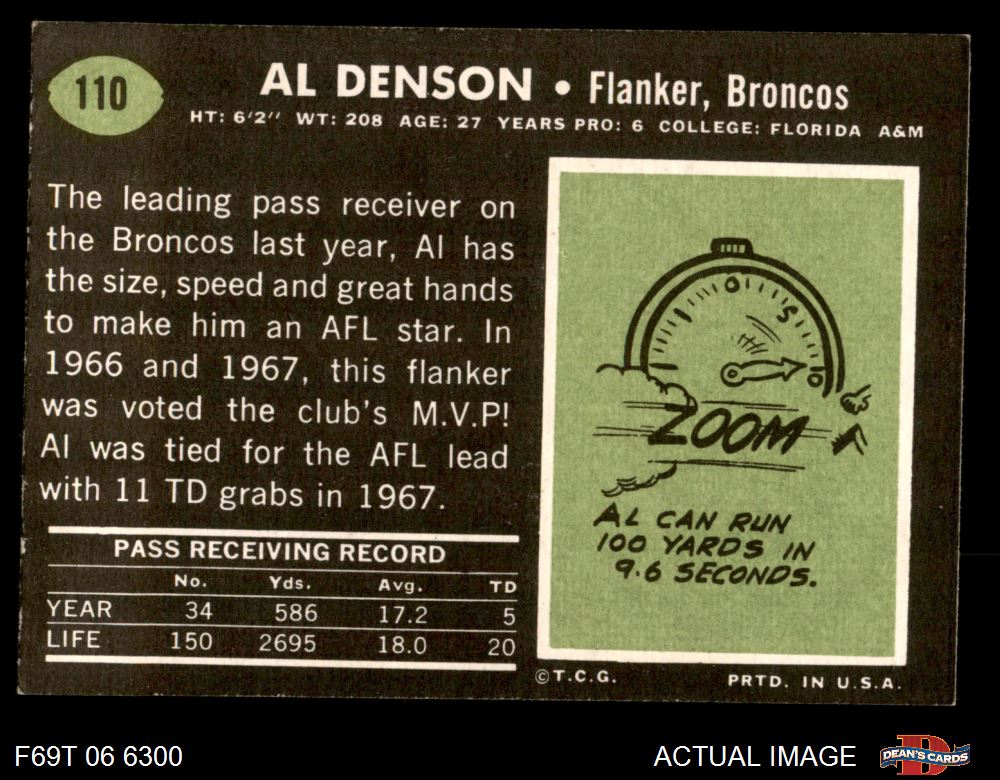 110
AL DENSON • Flanker, Broncos
HT: 6'2" WT: 208 AGE: 27 YEARS PRO: 6 COLLEGE: FLORIDA A&M
The leading pass receiver on
the Broncos last year, Al has
the size, speed and great hands
to make him an AFL star. In
1966 and 1967, this flanker
was voted the club's M.V.P!
Al was tied for the AFL lead
with 11 TD grabs in 1967.
PASS RECEIVING RECORD
No. Yds. Avg. TD
YEAR 34 586 17.2 5
LIFE 150 2695 18.0 20
0
5
10
ZOOM
AL CAN RUN
100 YARDS IN
9.6 SECONDS.
©T.C.G. PRTD. IN U.S.A.
F69T 06 6300 ACTUAL IMAGE DEAN'S CARDS